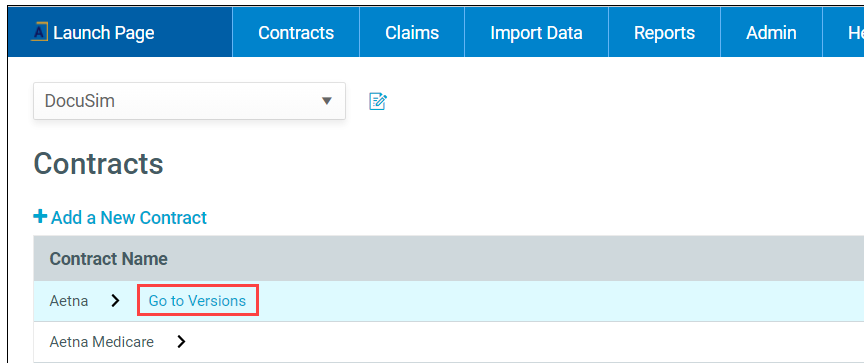 Launch Page Contracts Claims Import Data Reports Admin
DocuSim
Contracts
+ Add a New Contract
Contract Name
Aetna > Go to Versions
Aetna Medicare >